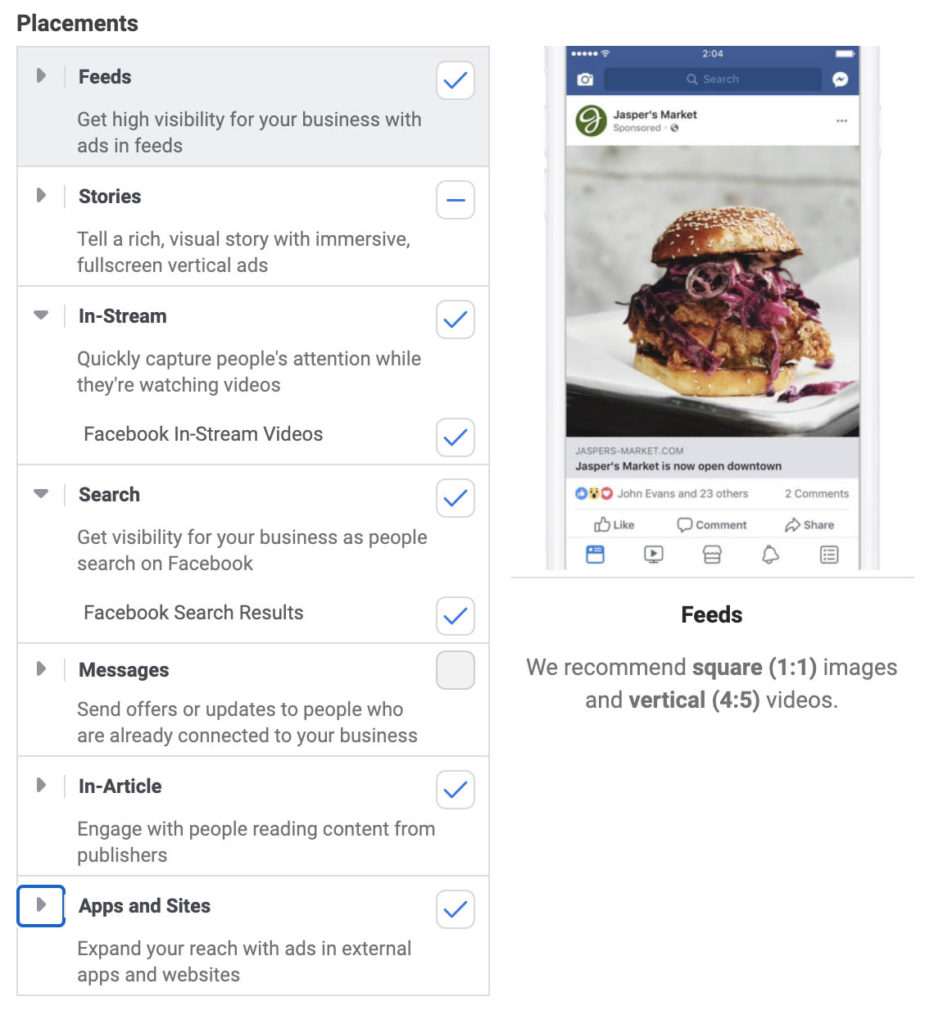 Placements
Feeds
Get high visibility for your business with
ads in feeds
Stories
Tell a rich, visual story with immersive,
fullscreen vertical ads
In-Stream
Quickly capture people's attention while
they're watching videos
Facebook In-Stream Videos
Search
Get visibility for your business as people
search on Facebook
Facebook Search Results
Messages
Send offers or updates to people who
are already connected to your business
In-Article
Engage with people reading content from
publishers
Apps and Sites
Expand your reach with ads in external
apps and websites
2:04
Search
Jasper's Market
Sponsored ·
JASPERS-MARKET.COM
Jasper's Market is now open downtown
John Evans and 23 others 2 Comments
Like Comment Share
Feeds
We recommend square (1:1) images
and vertical (4:5) videos.